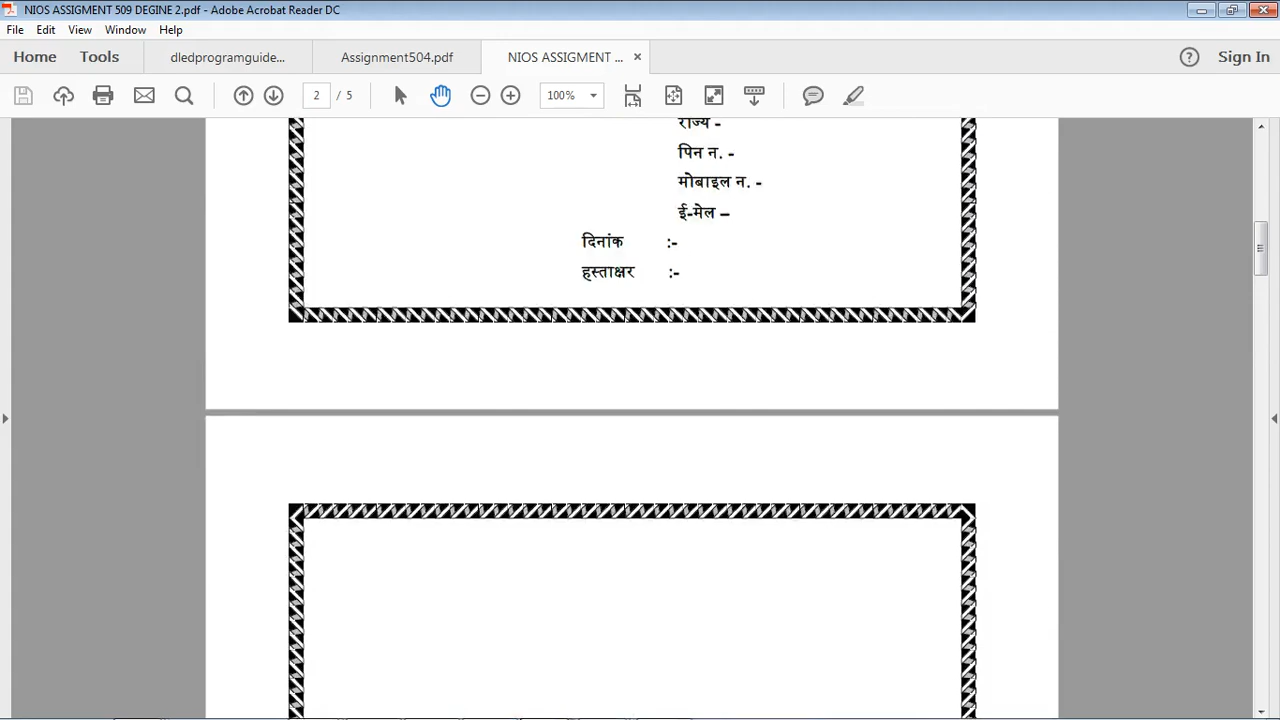 NIOS ASSIGMENT 509 DEGINE 2.pdf - Adobe Acrobat Reader DC
File Edit View Window Help
Home Tools dledprogramguide... Assignment504.pdf NIOS ASSIGMENT ... Sign In
2 / 5 100%
राज्य -
पिन न. -
मोबाइल न. -
ई-मेल –
दिनांक :-
हस्ताक्षर :-